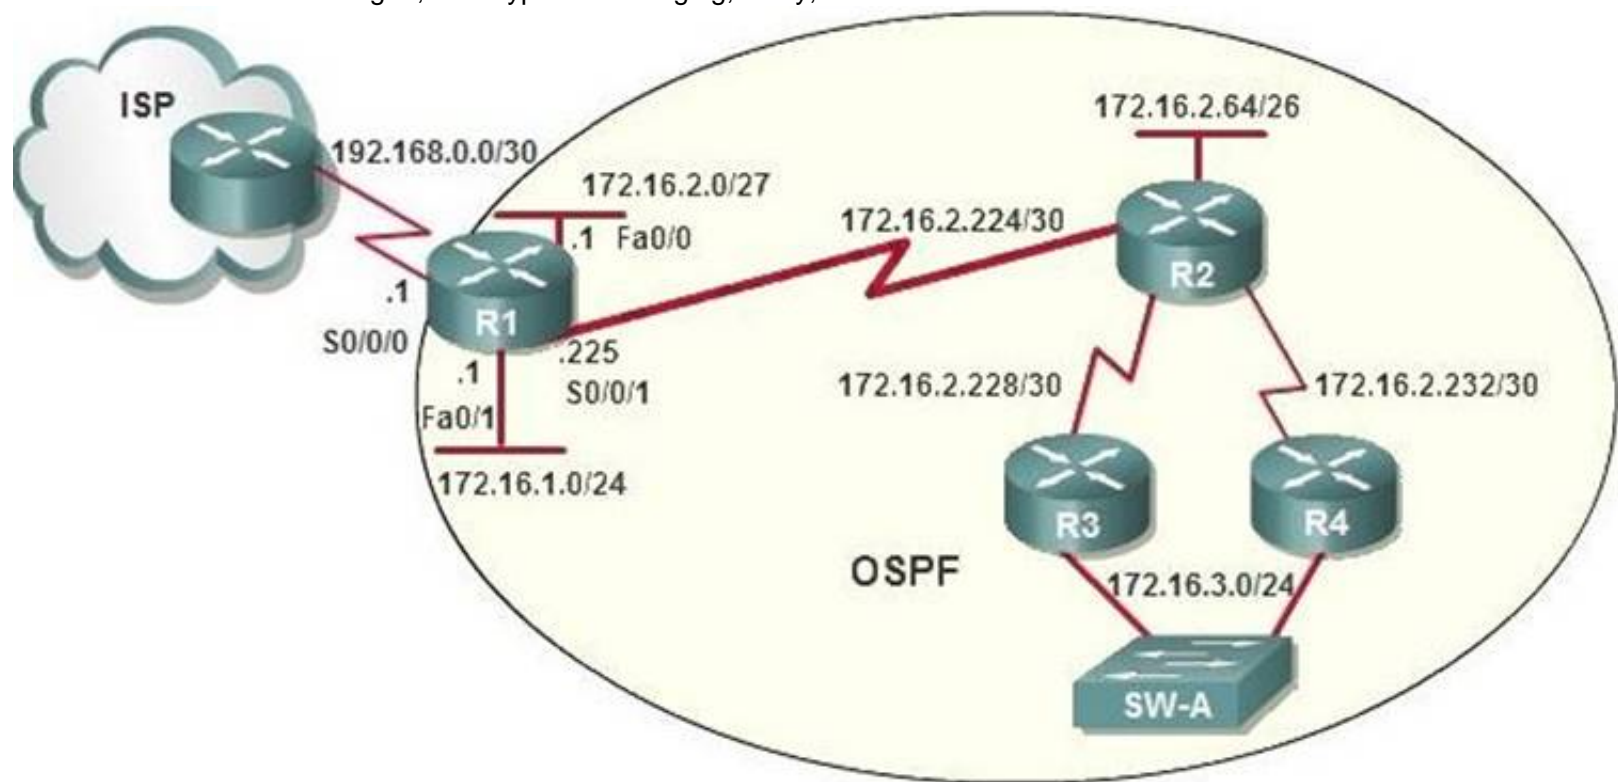 ISP
192.168.0.0/30
172.16.2.0/27
.1 Fa0/0
.1
S0/0/0
R1
.225
S0/0/1
.1
Fa0/1
172.16.1.0/24
172.16.2.224/30
172.16.2.64/26
R2
172.16.2.228/30
172.16.2.232/30
R3
R4
OSPF
172.16.3.0/24
SW-A